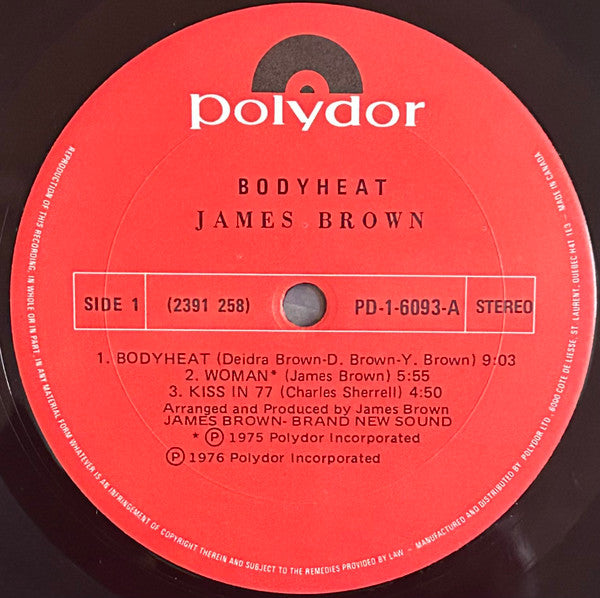 polydor
BODYHEAT
JAMES BROWN
SIDE 1 (2391 258) PD-1-6093-A STEREO
1. BODYHEAT (Deidra Brown-D. Brown-Y. Brown) 9:03
2. WOMAN* (James Brown) 5:55
3. KISS IN 77 (Charles Sherrell) 4:50
Arranged and Produced by James Brown
JAMES BROWN- BRAND NEW SOUND
* Ⓟ 1975 Polydor Incorporated
Ⓟ 1976 Polydor Incorporated
REPRODUCTION OF THIS RECORDING, IN WHOLE OR IN PART, IN ANY MATERIAL FORM WHATEVER IS AN INFRINGEMENT OF COPYRIGHT THEREIN AND SUBJECT TO THE REMEDIES PROVIDED BY LAW – MANUFACTURED AND DISTRIBUTED BY POLYDOR LTD., 6000 COTE DE LIESSE, ST. LAURENT, QUEBEC H4T 1E3 – MADE IN CANADA